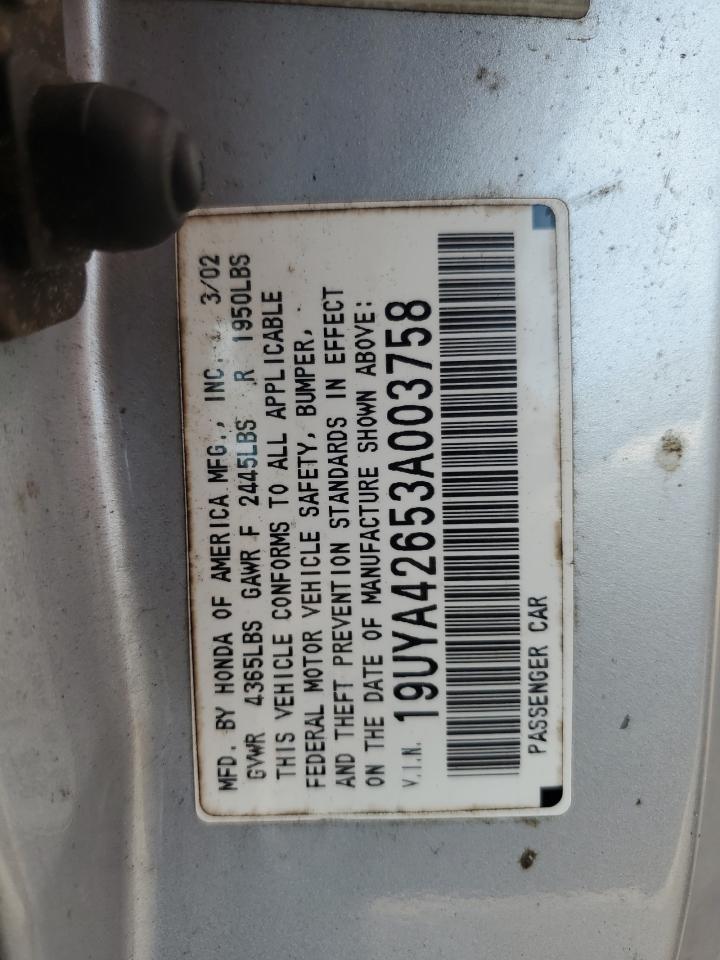 MFD. BY HONDA OF AMERICA MFG., INC. 3/02
GVWR 4365LBS GAWR F 2445LBS R 1950LBS
THIS VEHICLE CONFORMS TO ALL APPLICABLE
FEDERAL MOTOR VEHICLE SAFETY, BUMPER,
AND THEFT PREVENTION STANDARDS IN EFFECT
ON THE DATE OF MANUFACTURE SHOWN ABOVE:
V.I.N. 19UYA42653A003758
PASSENGER CAR